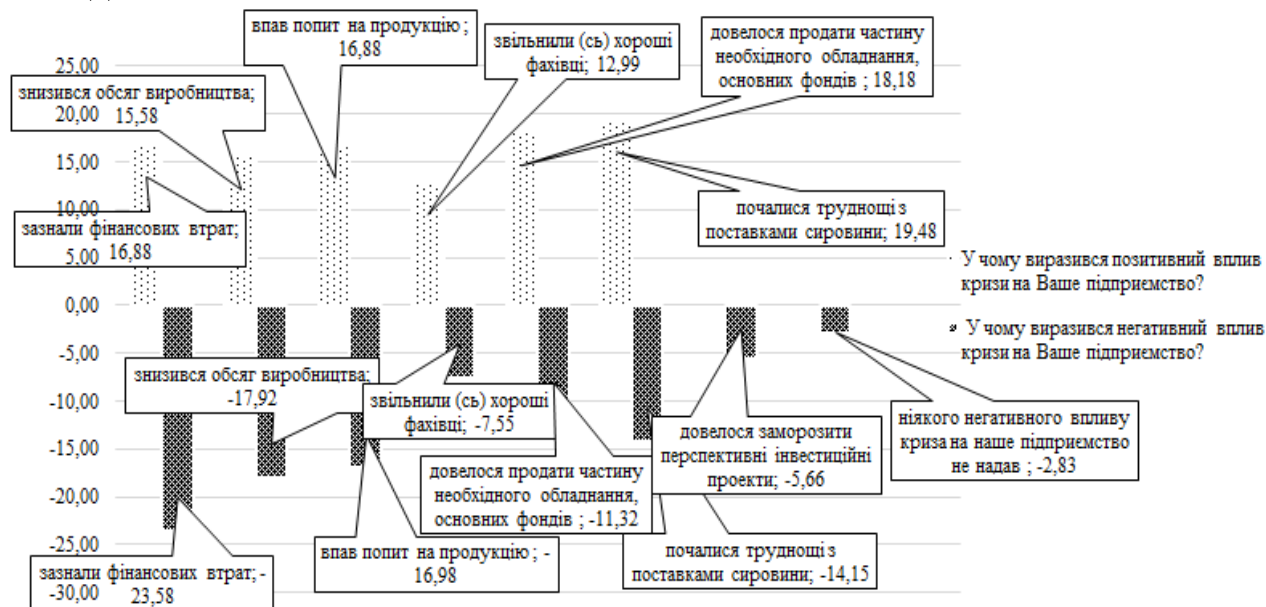 впав попит на продукцію ;
16,88
звільнили (сь) хороші
фахівці; 12,99
довелося продати частину
необхідного обладнання,
основних фондів ; 18,18
знизився обсяг виробництва;
15,58
зазнали фінансових втрат;
16,88
почалися труднощі з
поставками сировини; 19,48
25,00
20,00
15,00
10,00
5,00
0,00
-5,00
-10,00
-15,00
-20,00
-25,00
-30,00
У чому виразився позитивний вплив
кризи на Ваше підприємство?
У чому виразився негативний вплив
кризи на Ваше підприємство?
знизився обсяг виробництва;
-17,92
звільнили (сь) хороші
фахівці; -7,55
довелося заморозити
перспективні інвестиційні
проекти; -5,66
ніякого негативного впливу
криза на наше підприємство
не надав ; -2,83
довелося продати частину
необхідного обладнання,
основних фондів ; -11,32
впав попит на продукцію ; -
16,98
почалися труднощі з
поставками сировини; -14,15
зазнали фінансових втрат; -
23,58